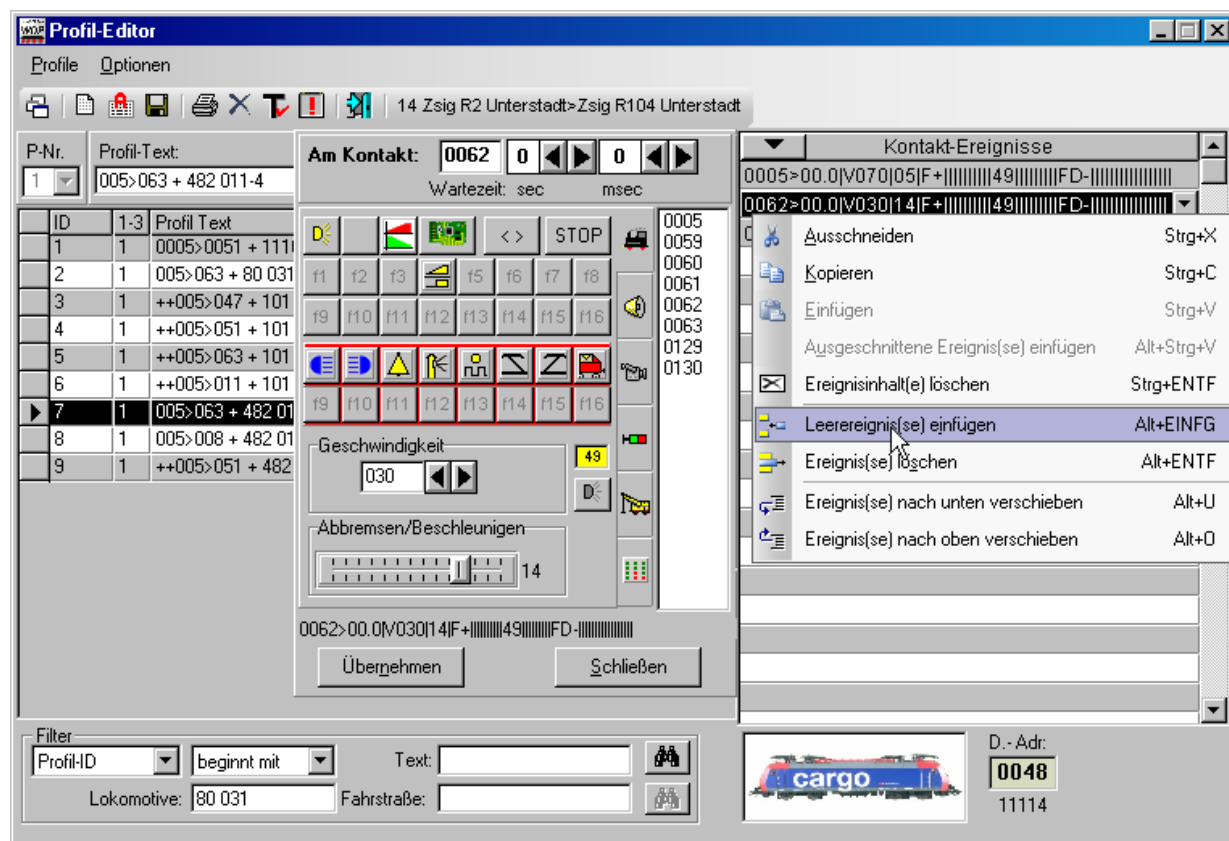 Profil-Editor
Profile Optionen
14 Zsig R2 Unterstadt>Zsig R104 Unterstadt
P-Nr. Profil-Text:
1 005>063 + 482 011-4
ID 1-3 Profil Text
1 1 0005>0051 + 111
2 1 005>063 + 80 031
3 1 ++005>047 + 101
4 1 ++005>051 + 101
5 1 ++005>063 + 101
6 1 ++005>011 + 101
7 1 005>063 + 482 01
8 1 005>008 + 482 01
9 1 ++005>051 + 482
Am Kontakt: 0062 0 0
Wartezeit: sec msec
< > STOP
f1 f2 f3 f5 f6 f7 f8
f9 f10 f11 f12 f13 f14 f15 f16
f9 f10 f11 f12 f13 f14 f15 f16
Geschwindigkeit
030
49
Abbremsen/Beschleunigen
14
0005
0059
0060
0061
0062
0063
0129
0130
0062>00.0|V030|14|F+|||||||||49|||||||||FD-||||||||||||||||
Übernehmen Schließen
Kontakt-Ereignisse
0005>00.0|V070|05|F+|||||||||49|||||||||FD-||||||||||||||||
0062>00.0|V030|14|F+|||||||||49|||||||||FD-||||||||||||||||
Ausschneiden Strg+X
Kopieren Strg+C
Einfügen Strg+V
Ausgeschnittene Ereignis(se) einfügen Alt+Strg+V
Ereignisinhalt(e) löschen Strg+ENTF
Leerereignis(se) einfügen Alt+EINFG
Ereignis(se) löschen Alt+ENTF
Ereignis(se) nach unten verschieben Alt+U
Ereignis(se) nach oben verschieben Alt+O
Filter
Profil-ID beginnt mit Text:
Lokomotive: 80 031 Fahrstraße:
cargo
D.- Adr:
0048
11114